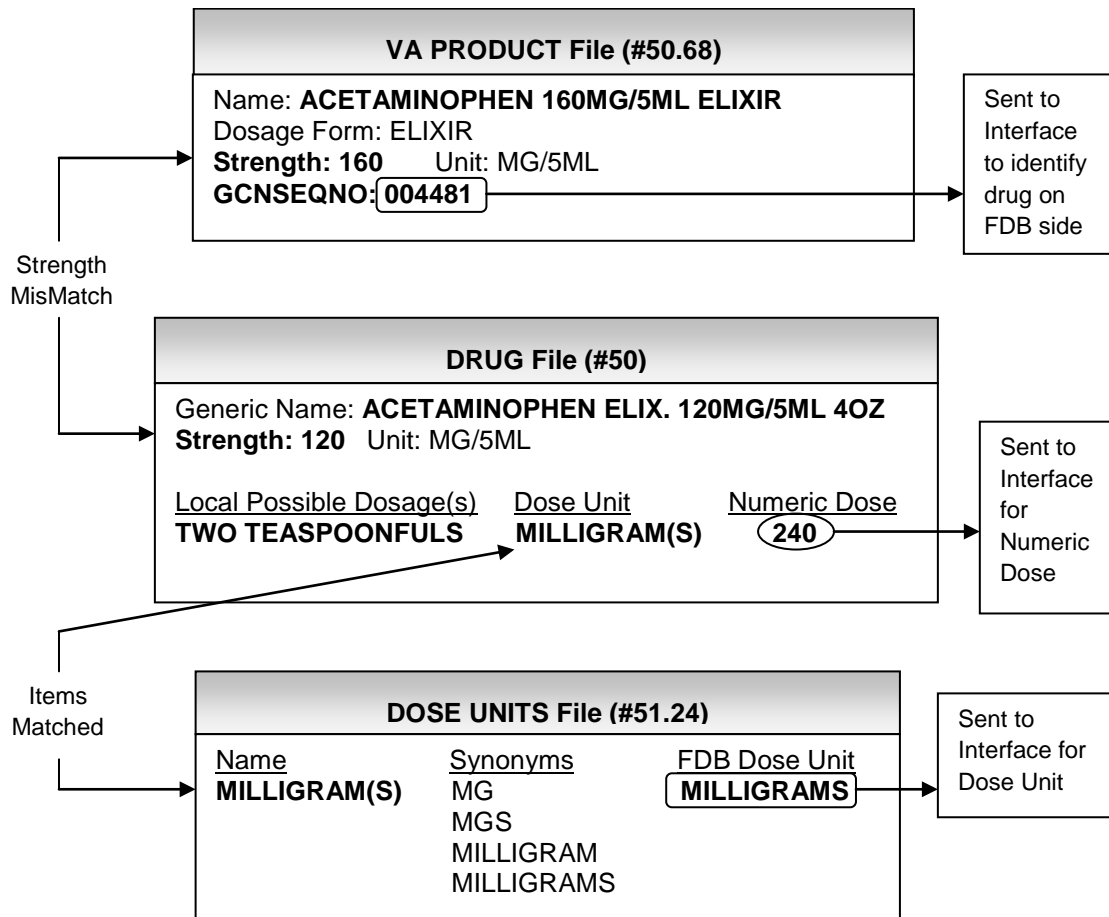 VA PRODUCT File (#50.68)
Name: ACETAMINOPHEN 160MG/5ML ELIXIR
Dosage Form: ELIXIR
Strength: 160 Unit: MG/5ML
GCNSEQNO: 004481
Sent to
Interface
to identify
drug on
FDB side
Strength
MisMatch
DRUG File (#50)
Generic Name: ACETAMINOPHEN ELIX. 120MG/5ML 4OZ
Strength: 120 Unit: MG/5ML
Local Possible Dosage(s) Dose Unit Numeric Dose
TWO TEASPOONFULS MILLIGRAM(S) 240
Sent to
Interface
for
Numeric
Dose
Items
Matched
DOSE UNITS File (#51.24)
Name Synonyms FDB Dose Unit
MILLIGRAM(S) MG MILLIGRAMS
MGS
MILLIGRAM
MILLIGRAMS
Sent to
Interface for
Dose Unit